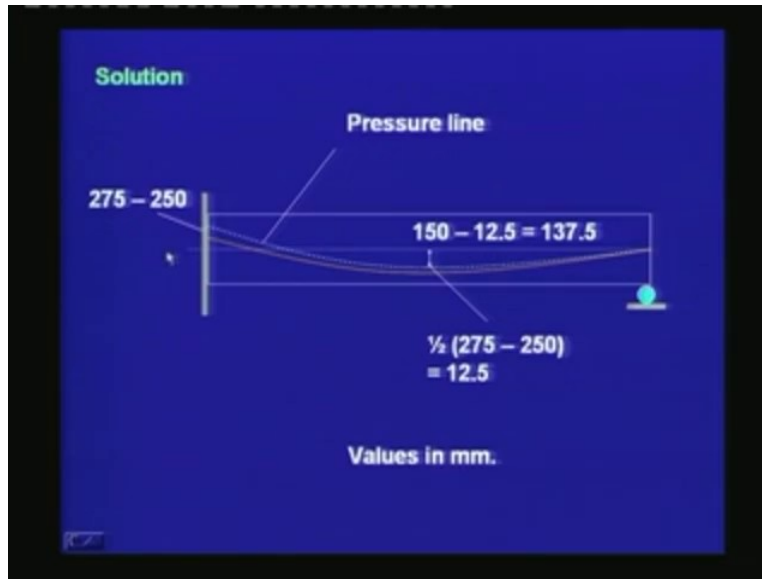 Solution
Pressure line
275 – 250
150 – 12.5 = 137.5
½ (275 – 250)
= 12.5
Values in mm.